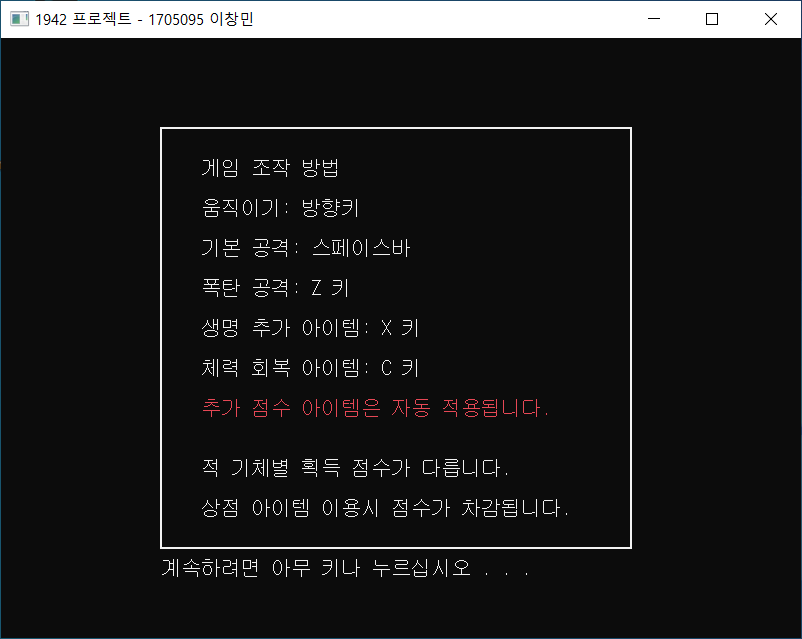 1942 프로젝트 - 1705095 이창민
게임 조작 방법
움직이기: 방향키
기본 공격: 스페이스바
폭탄 공격: Z 키
생명 추가 아이템: X 키
체력 회복 아이템: C 키
추가 점수 아이템은 자동 적용됩니다.
적 기체별 획득 점수가 다릅니다.
상점 아이템 이용시 점수가 차감됩니다.
계속하려면 아무 키나 누르십시오 . . .